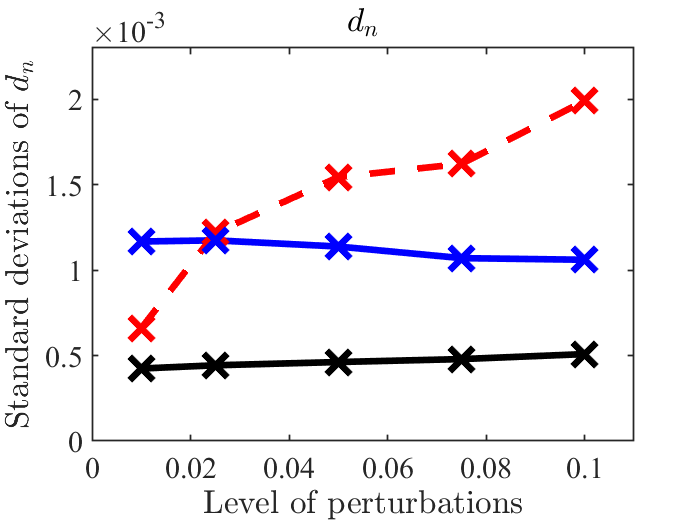 ×10⁻³
dₙ
Standard deviations of dₙ
2
1.5
1
0.5
0
0 0.02 0.04 0.06 0.08 0.1
Level of perturbations